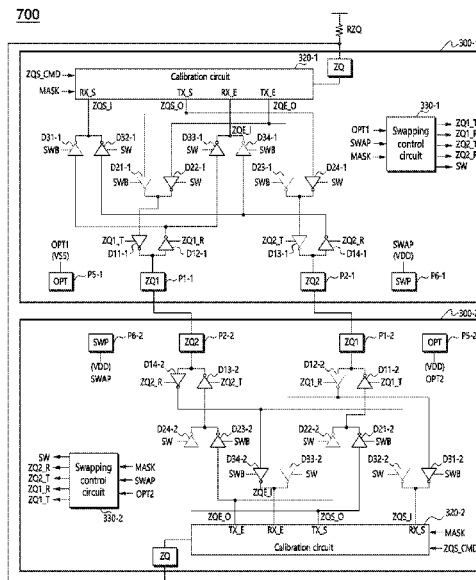 700
RZQ
300-1
320-1
ZQ
ZQS_CMD
Calibration circuit
MASK
RX_S TX_S RX_E TX_E
ZQS_I ZQS_O ZQE_O
330-1
D31-1 D32-1 D33-1 ZQE_I D34-1
SWB SW SW SWB
OPT1
SWAP
MASK
Swapping
control
circuit
ZQ1_T
ZQ1_R
ZQ2_T
ZQ2_R
SW
D21-1 D22-1 D23-1 D24-1
SWB SW SWB SW
ZQ1_T ZQ1_R ZQ2_T ZQ2_R
D11-1 D12-1 D13-1 D14-1
OPT1
(VSS)
OPT P5-1
ZQ1 P1-1
ZQ2 P2-1
SWAP
(VDD)
SWP P6-1
300-2
SWP P6-2
(VDD)
SWAP
ZQ2 P2-2
ZQ1 P1-2
OPT P5-2
(VDD)
OPT2
D14-2 D13-2 D12-2 D11-2
ZQ2_R ZQ2_T ZQ1_R ZQ1_T
D24-2 D23-2 D22-2 D21-2
SW SWB SW SWB
D34-2 D33-2 D32-2 D31-2
SWB SW SW SWB
SW
ZQ2_R
ZQ2_T
ZQ1_R
ZQ1_T
Swapping
control
circuit
MASK
SWAP
OPT2
330-2
ZQE_I
ZQE_O ZQS_O ZQS_I
320-2
TX_E RX_E TX_S RX_S
Calibration circuit
MASK
ZQS_CMD
ZQ